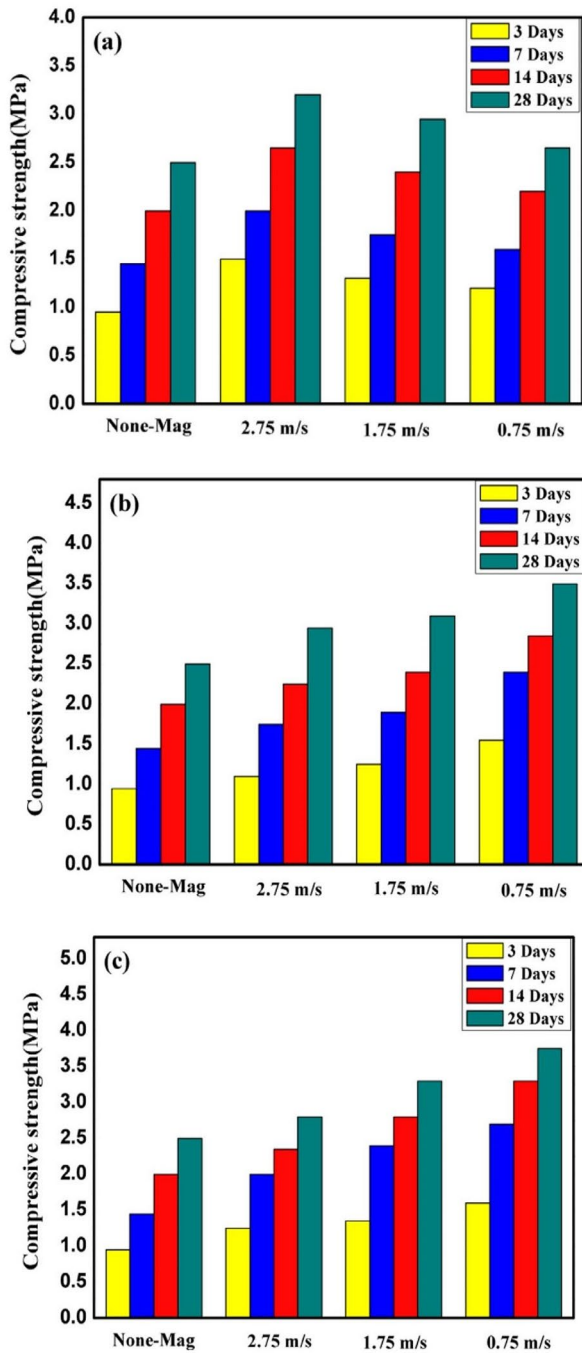 (a)
3 Days
7 Days
14 Days
28 Days
Compressive strength(MPa)
4.0
3.5
3.0
2.5
2.0
1.5
1.0
0.5
0.0
None-Mag 2.75 m/s 1.75 m/s 0.75 m/s
(b)
3 Days
7 Days
14 Days
28 Days
Compressive strength(MPa)
4.5
4.0
3.5
3.0
2.5
2.0
1.5
1.0
0.5
0.0
None-Mag 2.75 m/s 1.75 m/s 0.75 m/s
(c)
3 Days
7 Days
14 Days
28 Days
Compressive strength(MPa)
5.0
4.5
4.0
3.5
3.0
2.5
2.0
1.5
1.0
0.5
0.0
None-Mag 2.75 m/s 1.75 m/s 0.75 m/s